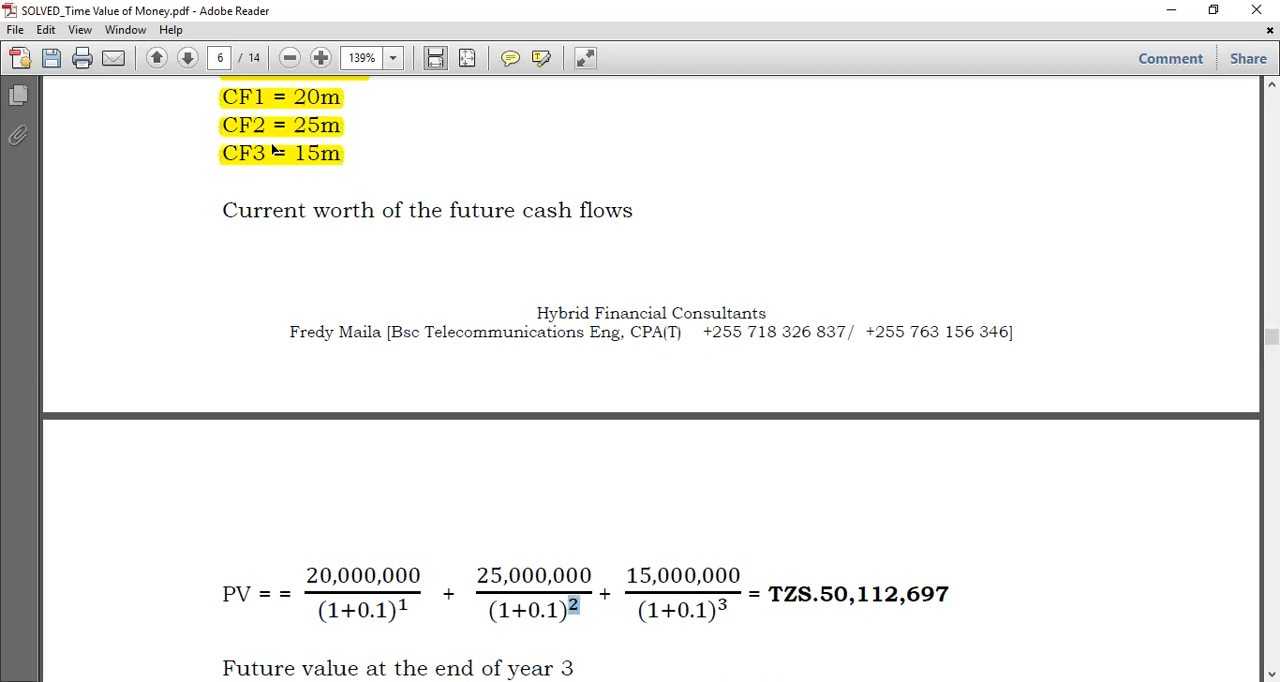 SOLVED_Time Value of Money.pdf - Adobe Reader
File Edit View Window Help
6 / 14 139% Comment Share
CF1 = 20m
CF2 = 25m
CF3 = 15m
Current worth of the future cash flows
Hybrid Financial Consultants
Fredy Maila [Bsc Telecommunications Eng, CPA(T) +255 718 326 837/ +255 763 156 346]
20,000,000 25,000,000 15,000,000
PV = = + + = TZS.50,112,697
(1+0.1)1 (1+0.1)2 (1+0.1)3
Future value at the end of year 3